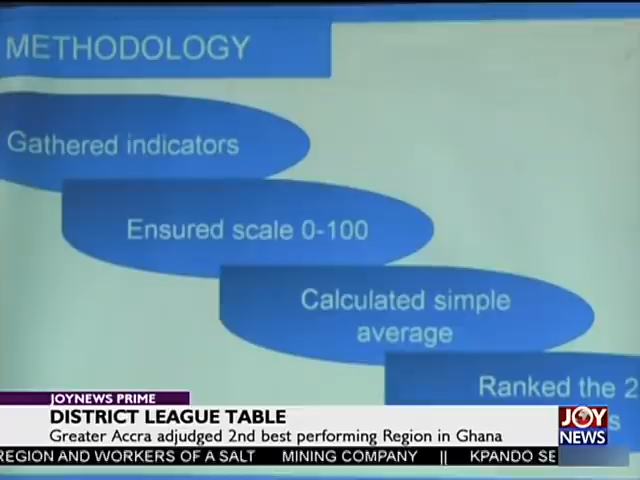 METHODOLOGY
Gathered indicators
Ensured scale 0-100
Calculated simple
average
Ranked the 2
JOYNEWS PRIME
DISTRICT LEAGUE TABLE
Greater Accra adjudged 2nd best performing Region in Ghana
JOY
NEWS
REGION AND WORKERS OF A SALT MINING COMPANY || KPANDO SE